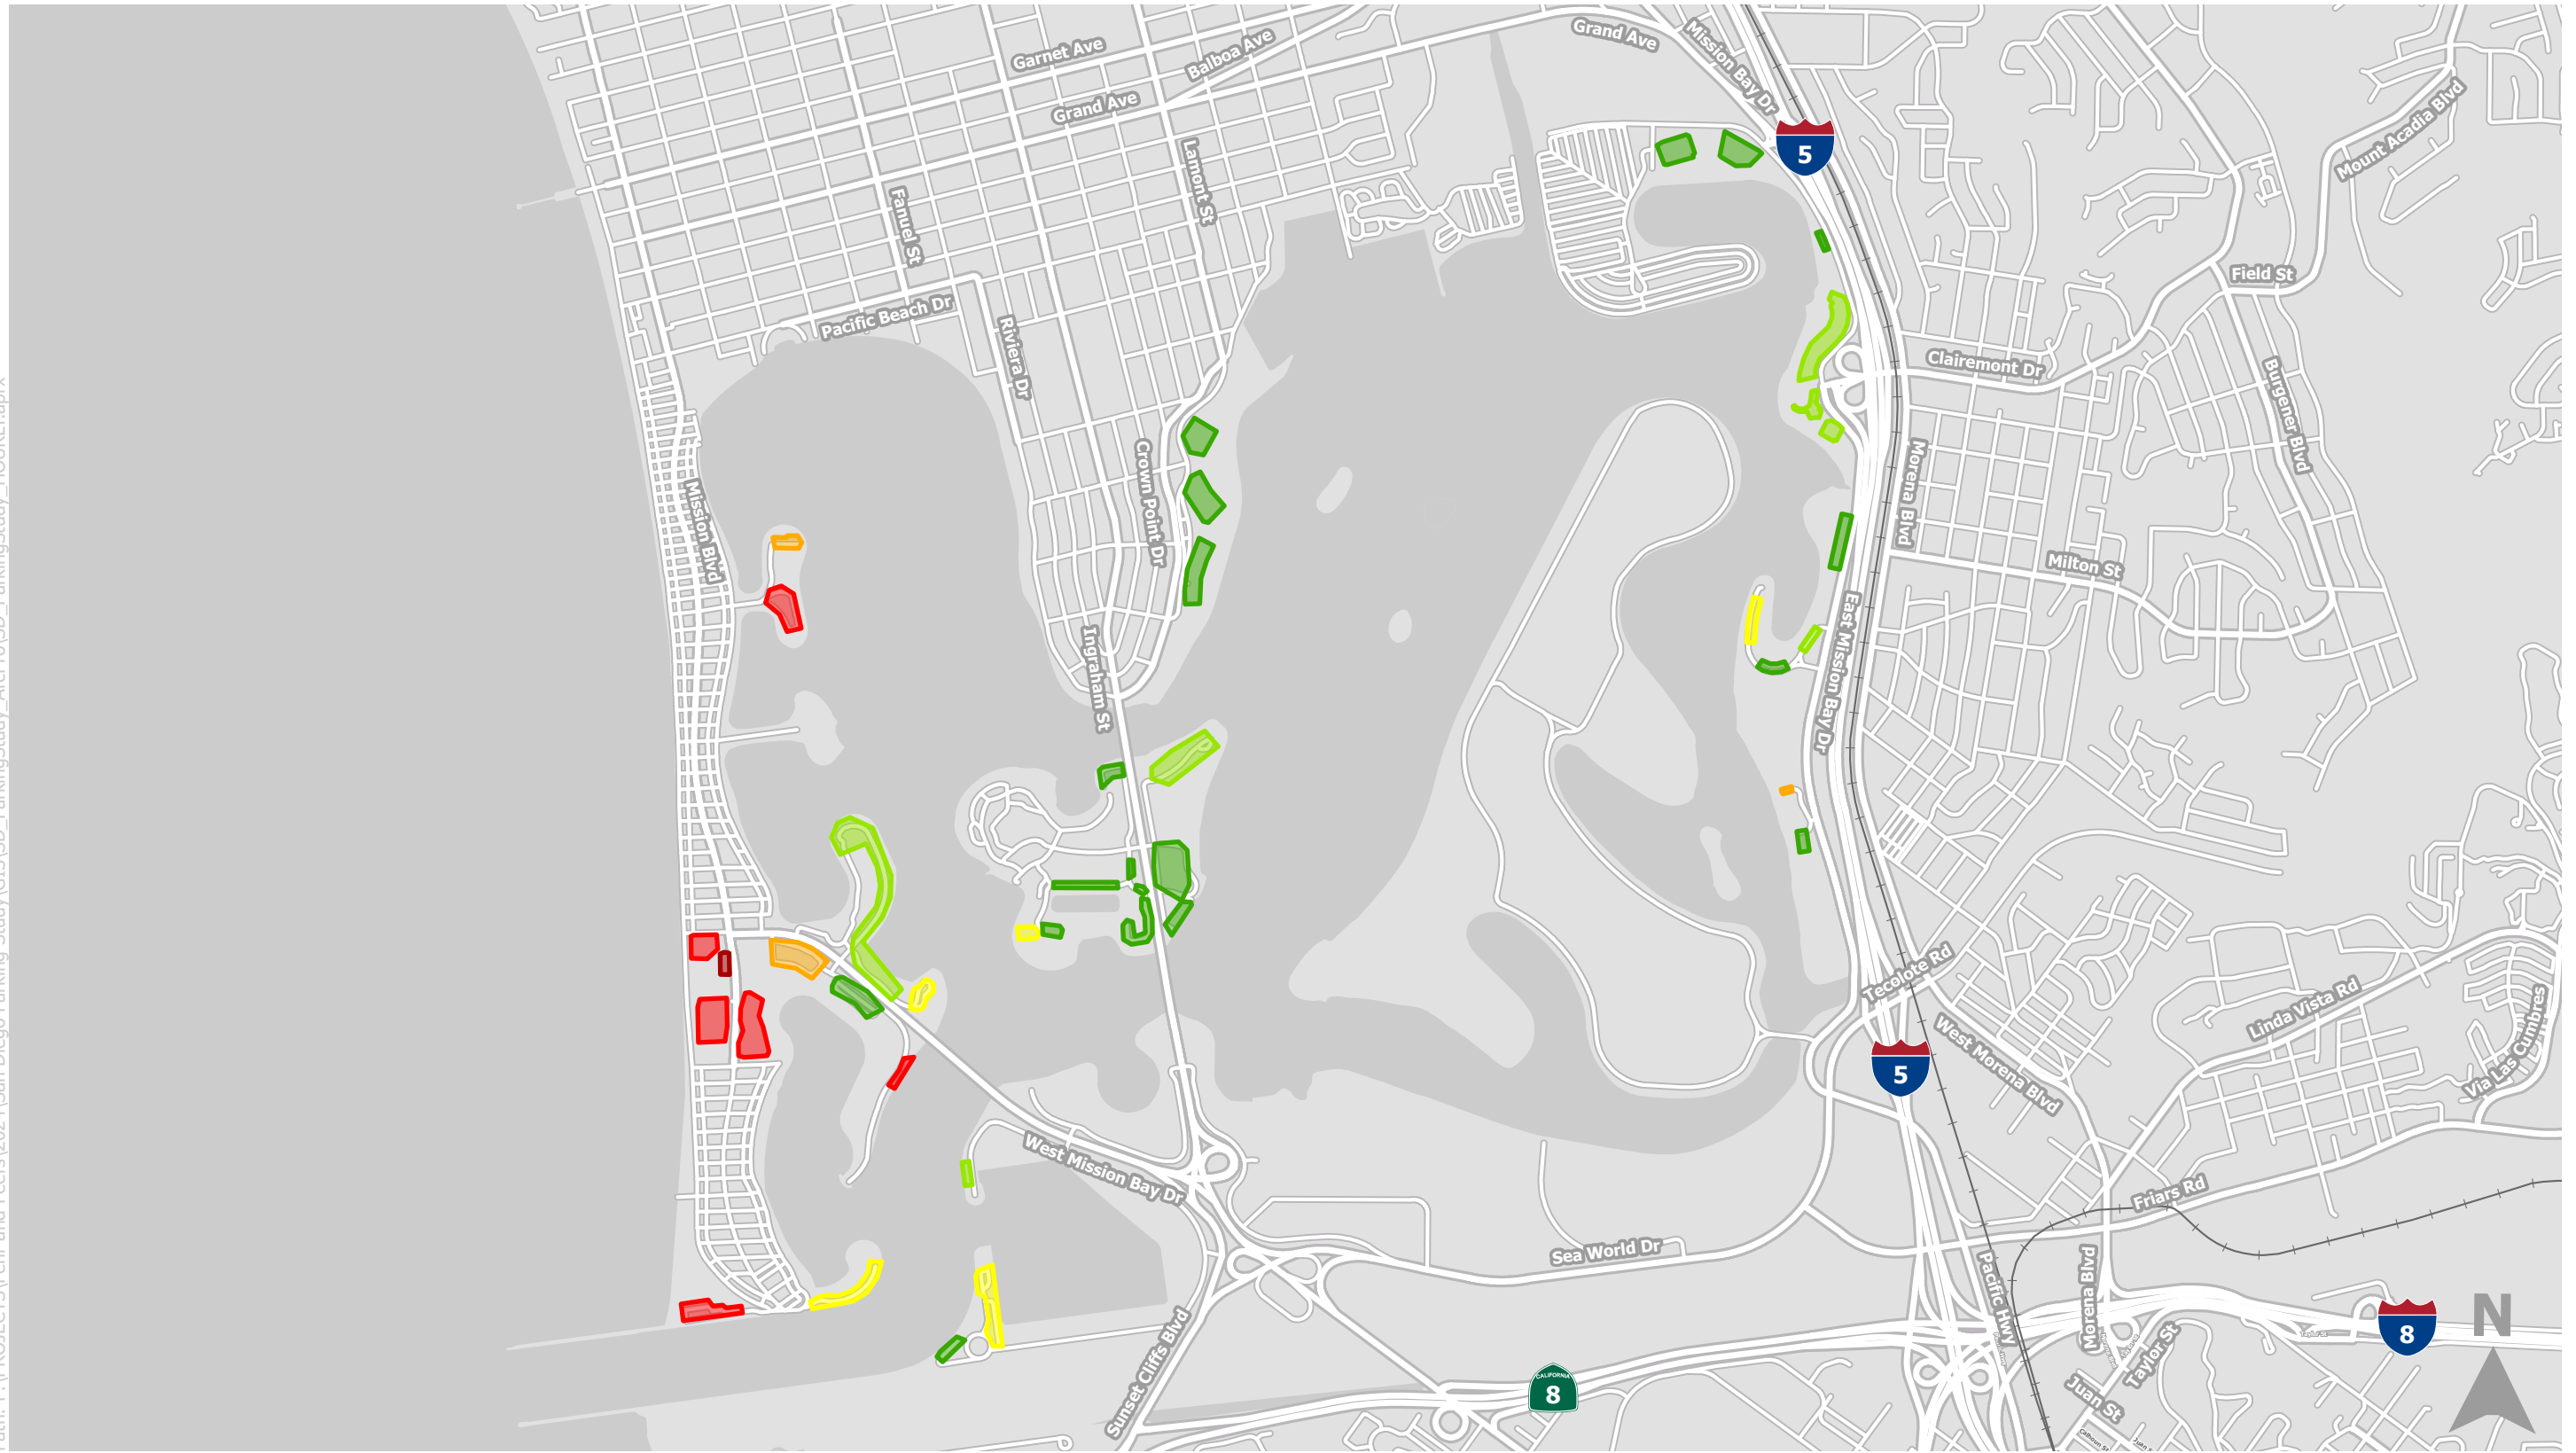 Grand Ave
Mission Bay Dr
Garnet Ave
Balboa Ave
Grand Ave
Mount Acadia Blvd
5
Lamont St
Fanuel St
Field St
Pacific Beach Dr
Riviera Dr
Clairemont Dr
Burgener Blvd
Crown Point Dr
Morena Blvd
Mission Blvd
Milton St
Ingraham St
East Mission Bay Dr
Tecolote Rd
Linda Vista Rd
Via Las Cumbres
West Morena Blvd
5
West Mission Bay Dr
Friars Rd
Sea World Dr
Pacific Hwy
Morena Blvd
N
8
Taylor St
Sunset Cliffs Blvd
CALIFORNIA
8
Juan St